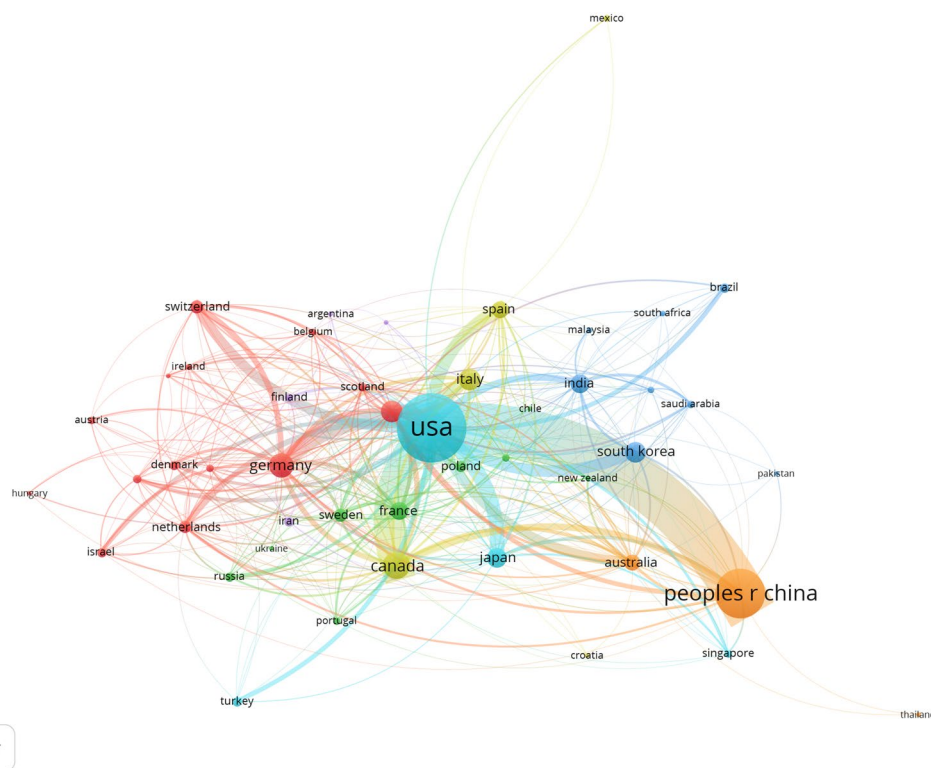 mexico
brazil
switzerland
spain
argentina
south africa
belgium
malaysia
ireland
italy
india
scotland
finland
saudi arabia
chile
austria
usa
south korea
denmark
germany
poland
pakistan
new zealand
hungary
france
sweden
iran
netherlands
ukraine
israel
japan
australia
canada
russia
peoples r china
portugal
singapore
croatia
turkey
thailan